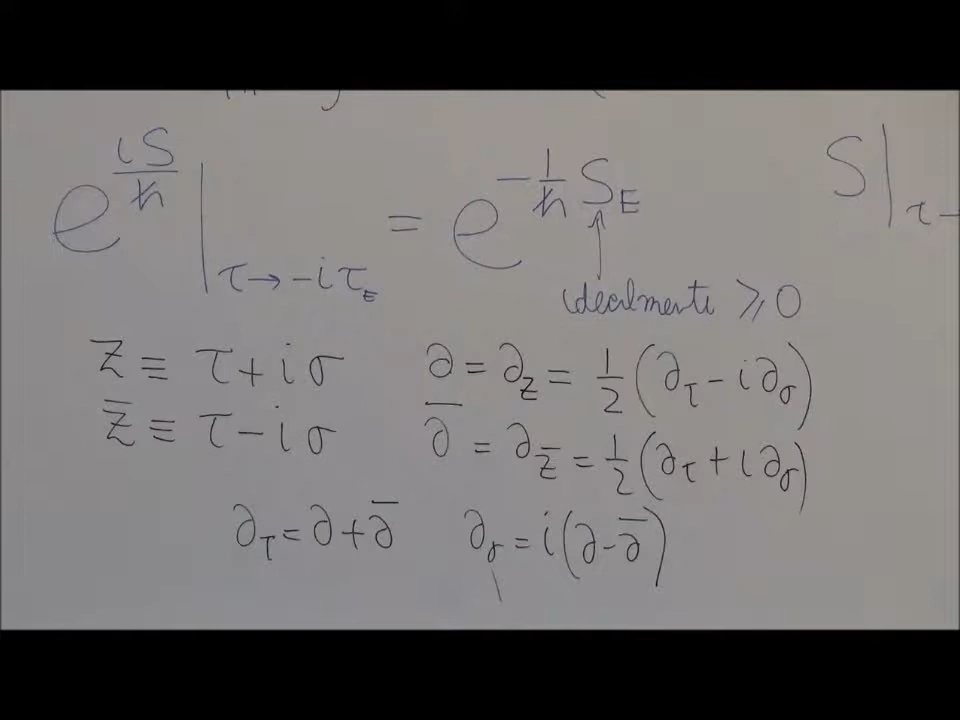 e^{iS/ħ} |_{τ→-iτ_E} = e^{-1/ħ S_E} S|_{τ-
idealmente ≥ 0
z ≡ τ + iσ ∂ = ∂_z = 1/2 (∂_τ - i∂_σ)
z̄ ≡ τ - iσ ∂̄ = ∂_z̄ = 1/2 (∂_τ + i∂_σ)
∂_τ = ∂ + ∂̄ ∂_σ = i(∂ - ∂̄)